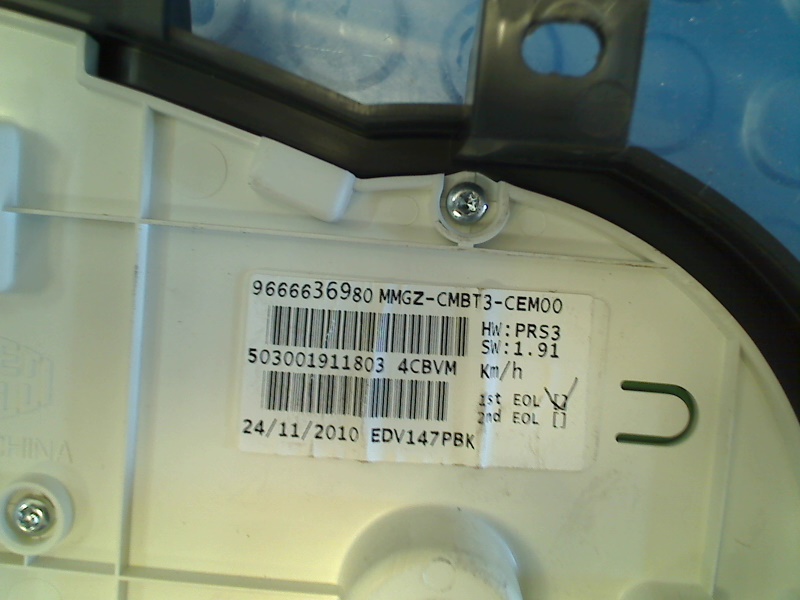 9666636980 MMGZ-CMBT3-CEM00
HW:PRS3
SW:1.91
503001911803 4CBVM
Km/h
1st EOL []
2nd EOL []
24/11/2010 EDV147PBK
CHINA